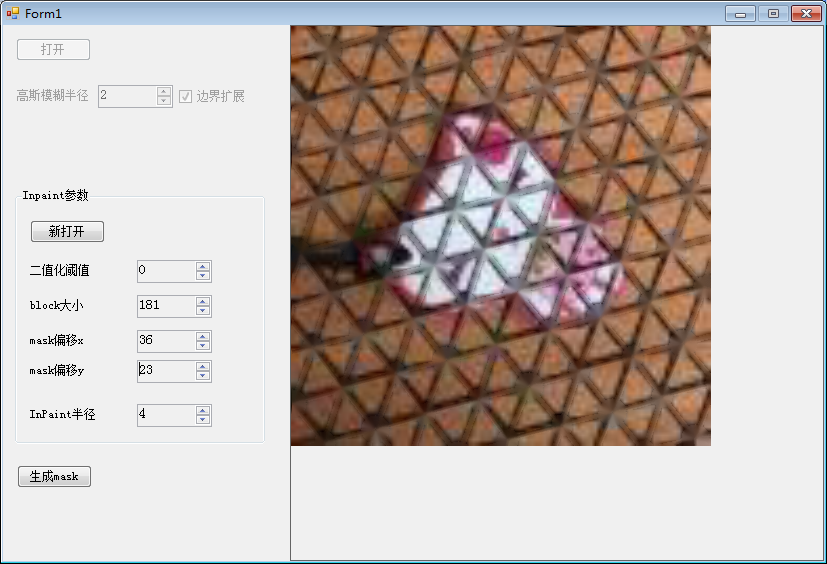 Form1
打开
高斯模糊半径 2 边界扩展
Inpaint参数
新打开
二值化阈值 0
block大小 181
mask偏移x 36
mask偏移y 23
InPaint半径 4
生成mask